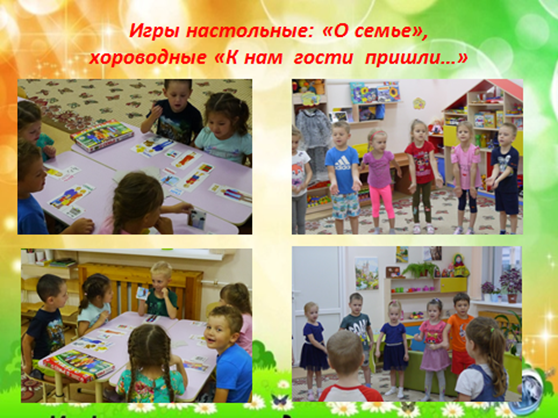 Игры настольные: «О семье»,
хороводные «К нам гости пришли...»